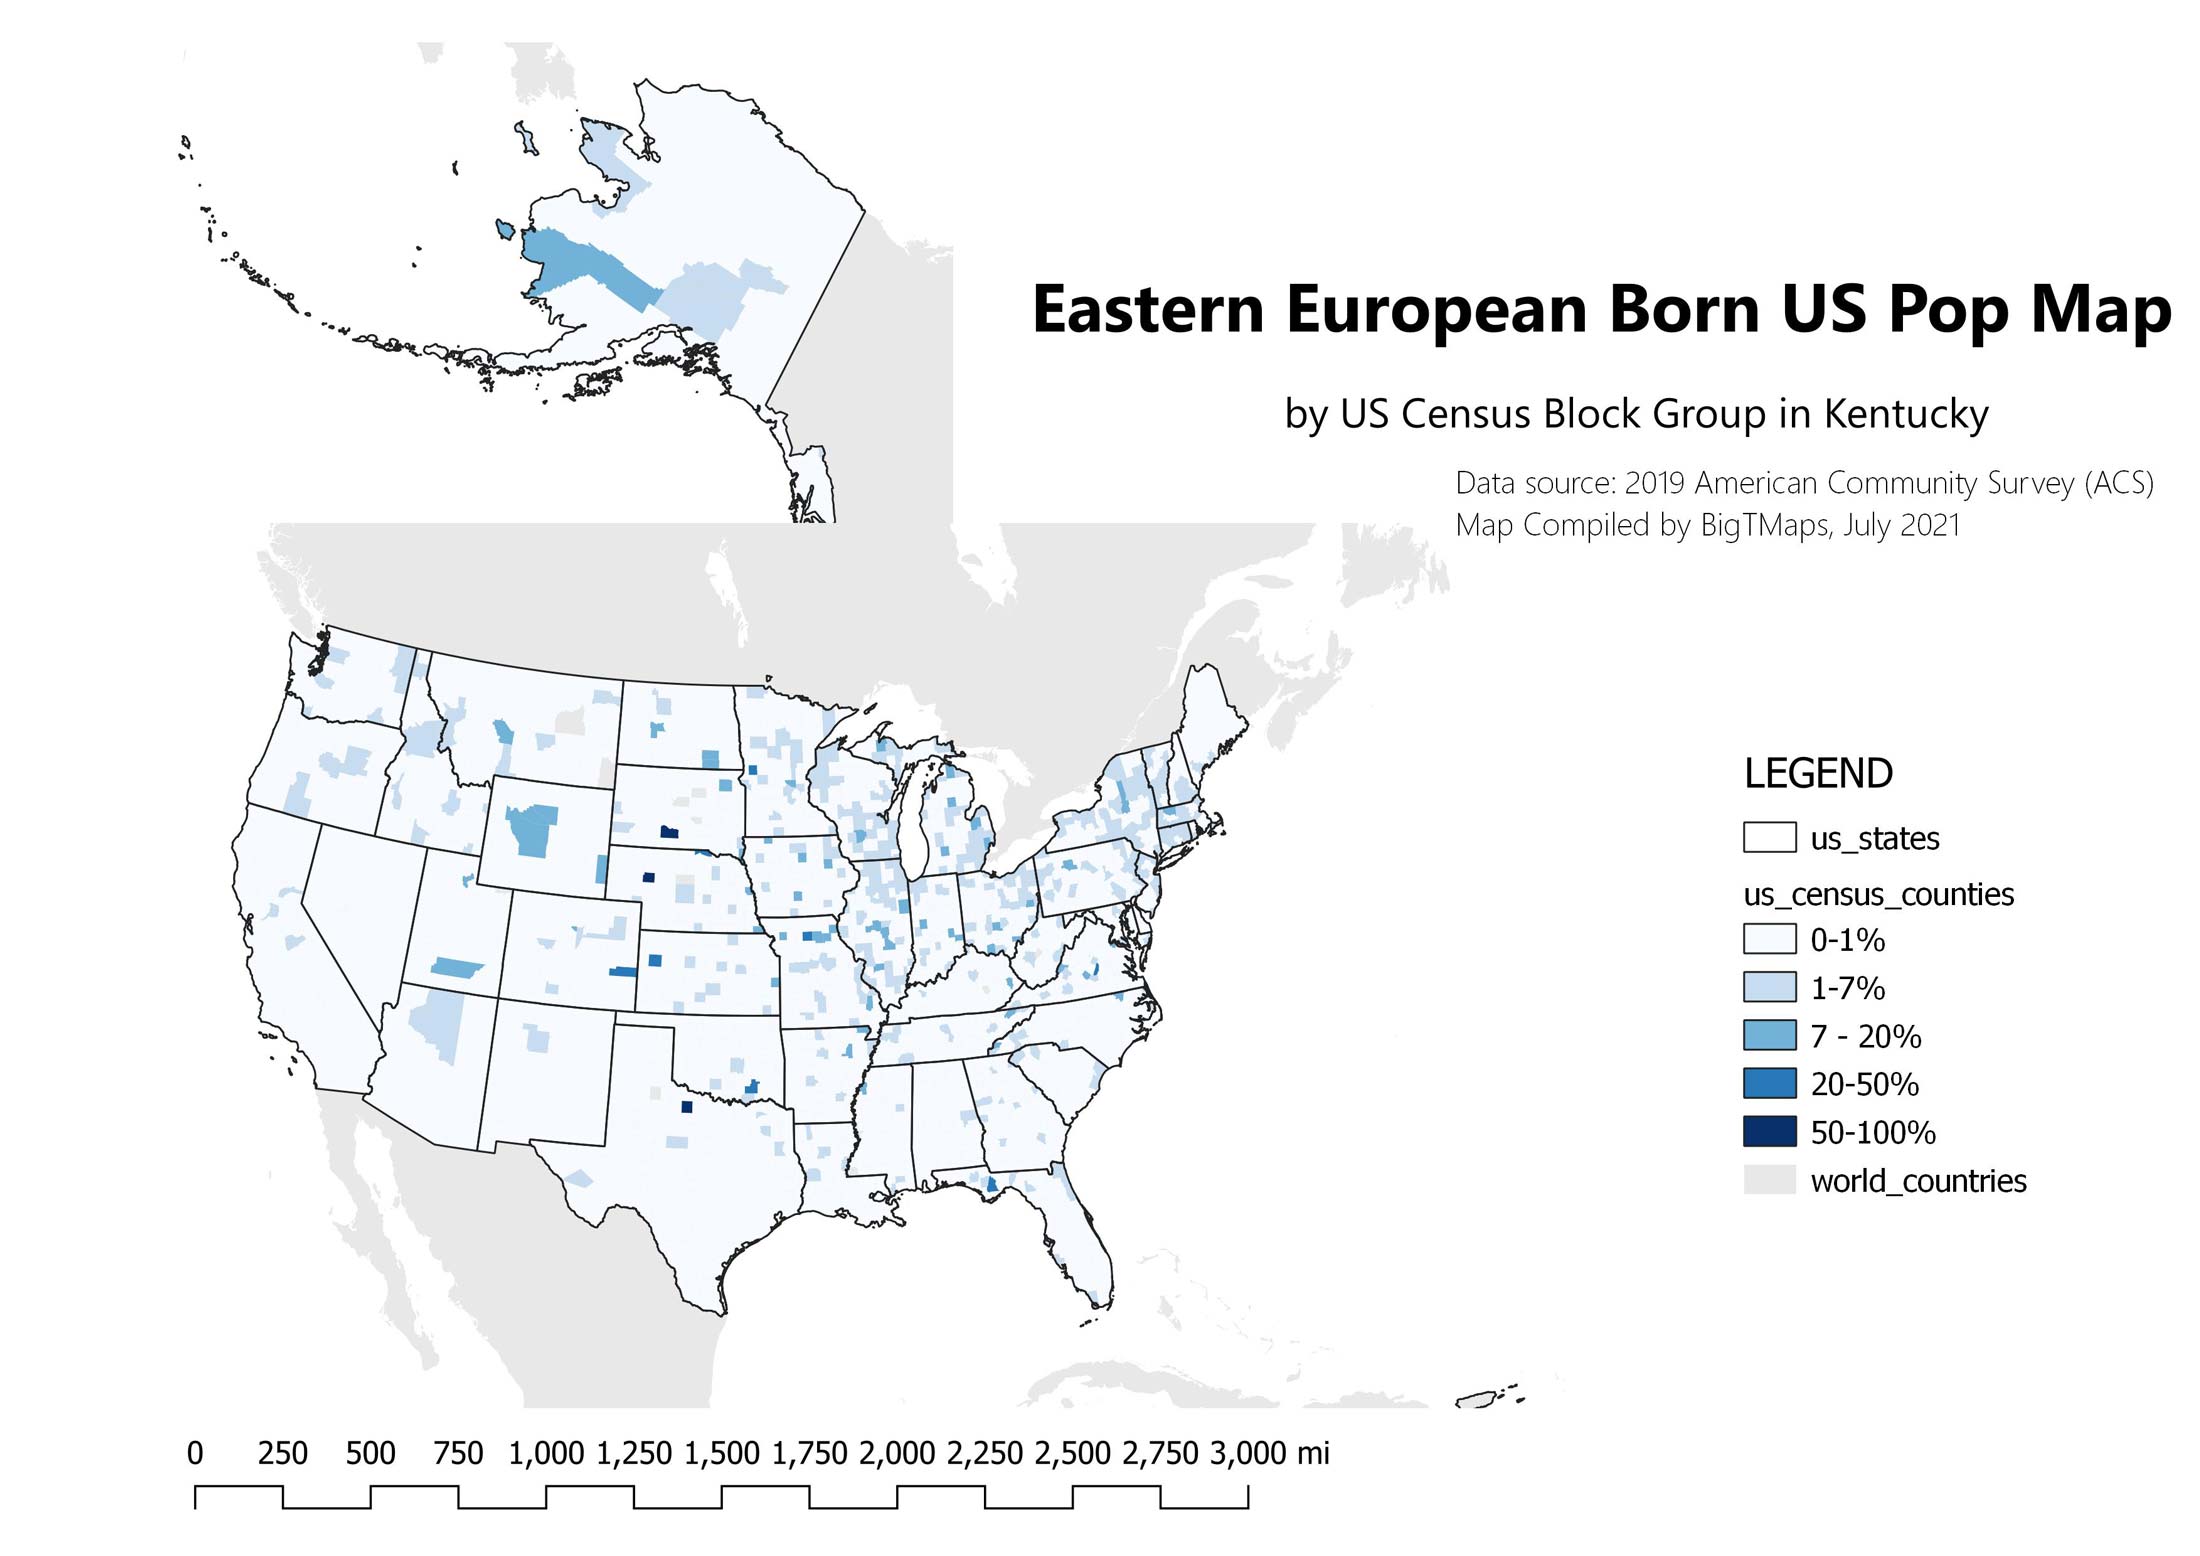 Eastern European Born US Pop Map
by US Census Block Group in Kentucky
Data source: 2019 American Community Survey (ACS)
Map Compiled by BigTMaps, July 2021
LEGEND
us_states
us_census_counties
0-1%
1-7%
7 - 20%
20-50%
50-100%
world_countries
0 250 500 750 1,000 1,250 1,500 1,750 2,000 2,250 2,500 2,750 3,000 mi